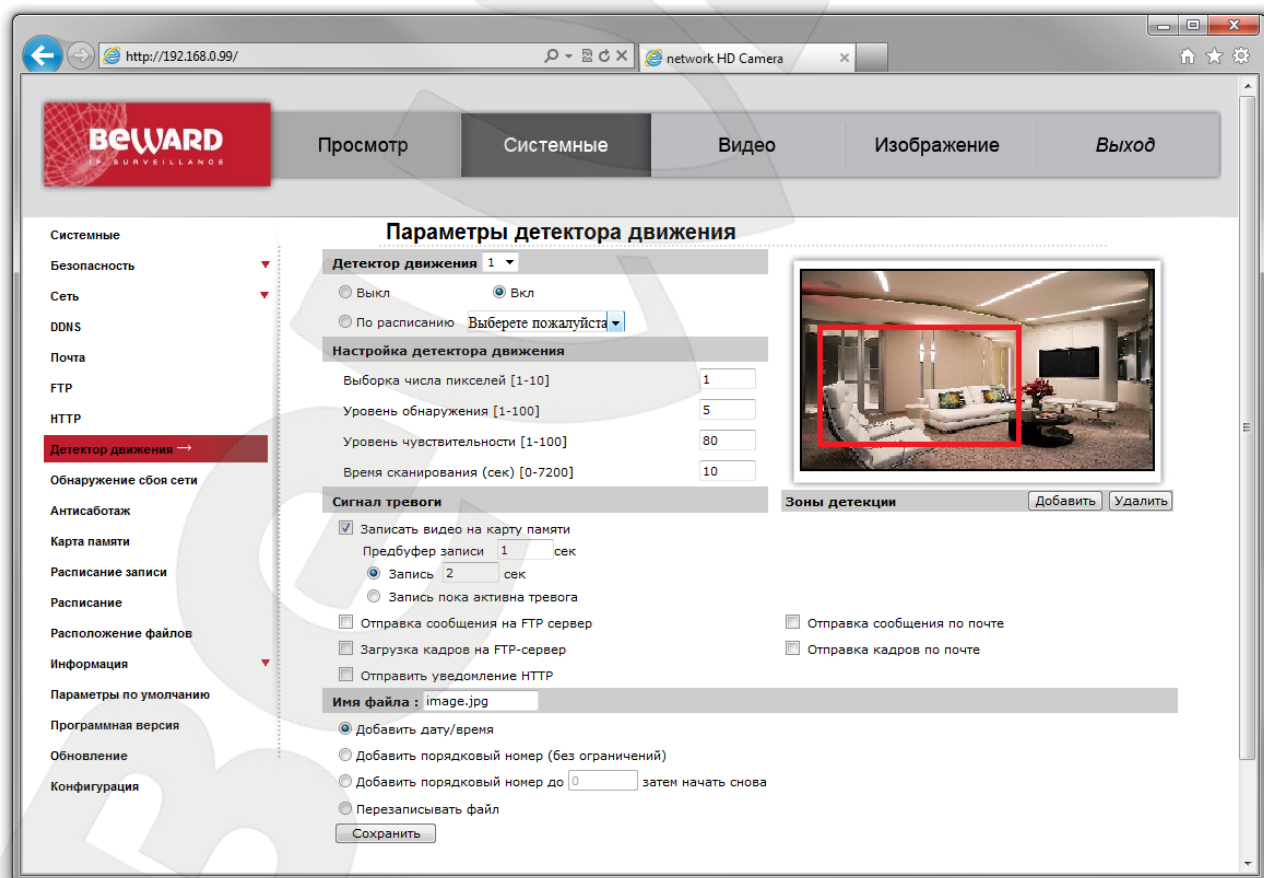 http://192.168.0.99/
network HD Camera
BEWARD
IP SURVEILLANCE
Просмотр
Системные
Видео
Изображение
Выход
Системные
Безопасность
Сеть
DDNS
Почта
FTP
HTTP
Детектор движения →
Обнаружение сбоя сети
Антисаботаж
Карта памяти
Расписание записи
Расписание
Расположение файлов
Информация
Параметры по умолчанию
Программная версия
Обновление
Конфигурация
Параметры детектора движения
Детектор движения 1
Выкл Вкл
По расписанию Выберете пожалуйста
Настройка детектора движения
Выборка числа пикселей [1-10] 1
Уровень обнаружения [1-100] 5
Уровень чувствительности [1-100] 80
Время сканирования (сек) [0-7200] 10
Зоны детекции Добавить Удалить
Сигнал тревоги
Записать видео на карту памяти
Предбуфер записи 1 сек
Запись 2 сек
Запись пока активна тревога
Отправка сообщения на FTP сервер
Отправка сообщения по почте
Загрузка кадров на FTP-сервер
Отправка кадров по почте
Отправить уведомление HTTP
Имя файла : image.jpg
Добавить дату/время
Добавить порядковый номер (без ограничений)
Добавить порядковый номер до 0 затем начать снова
Перезаписывать файл
Сохранить